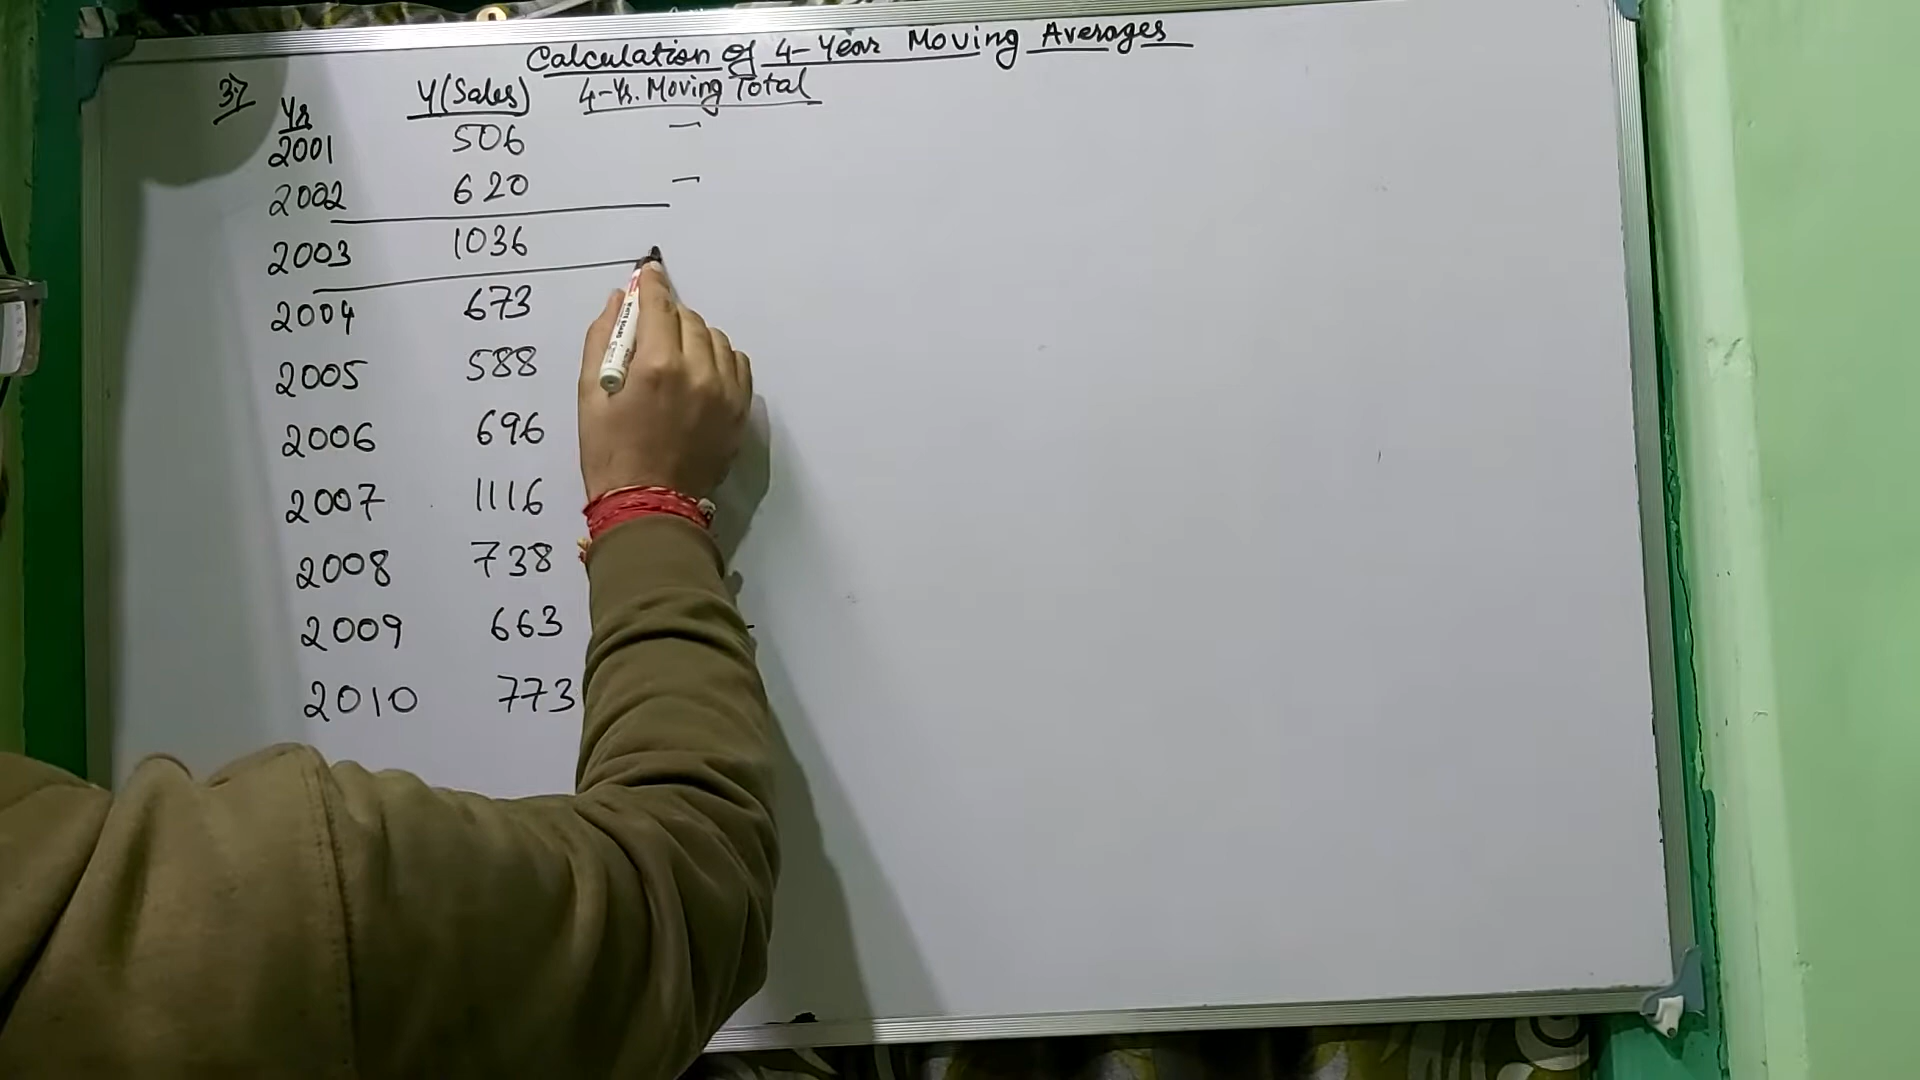 Calculation of 4-Year Moving Averages
37 Yr Y(Sales) 4-Yr. Moving Total
2001 506 -
2002 620 -
2003 1036
2004 673
2005 588
2006 696
2007 1116
2008 738
2009 663 -
2010 773